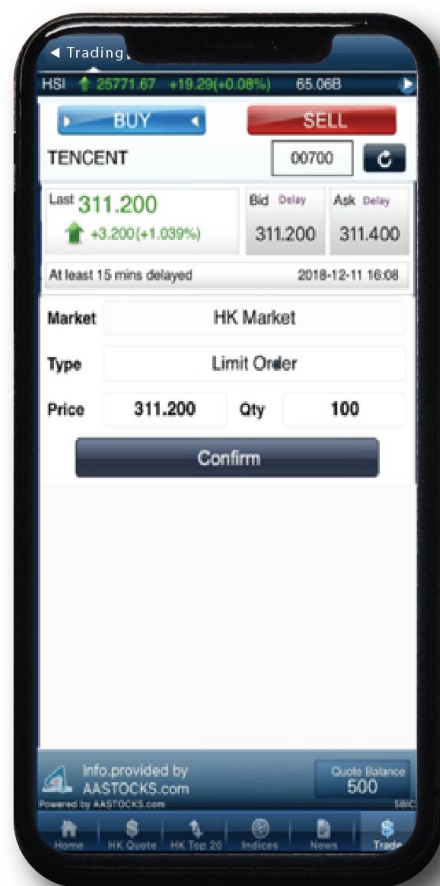 Trading
HSI 25771.67 +19.29(+0.08%) 65.06B
BUY SELL
TENCENT 00700
Last 311.200 Bid Delay Ask Delay
+3.200(+1.039%) 311.200 311.400
At least 15 mins delayed 2018-12-11 16:08
Market HK Market
Type Limit Order
Price 311.200 Qty 100
Confirm
Info.provided by Quote Balance
AASTOCKS.com 500
Powered by AASTOCKS.com SBIC
Home HK Quote HK Top 20 Indices News Trade